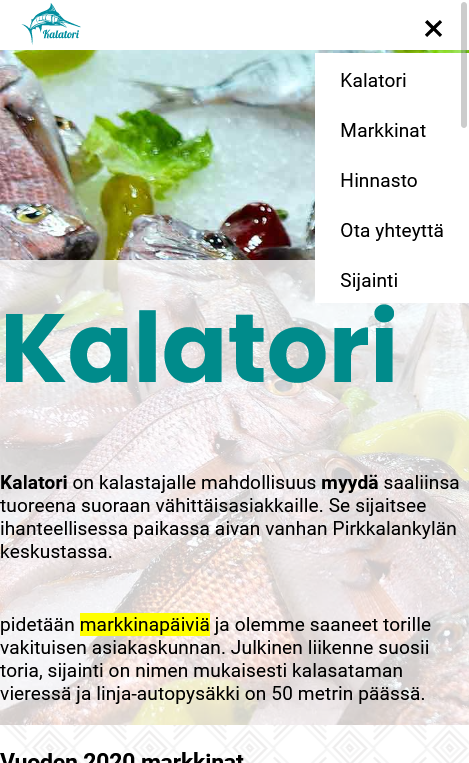 Kalatori
Kalatori
Markkinat
Hinnasto
Ota yhteyttä
Sijainti
Kalatori
Kalatori on kalastajalle mahdollisuus myydä saaliinsa
tuoreena suoraan vähittäisasiakkaille. Se sijaitsee
ihanteellisessa paikassa aivan vanhan Pirkkalankylän
keskustassa.
pidetään markkinapäiviä ja olemme saaneet torille
vakituisen asiakaskunnan. Julkinen liikenne suosii
toria, sijainti on nimen mukaisesti kalasataman
vieressä ja linja-autopysäkki on 50 metrin päässä.
Vuoden 2020 markkinat